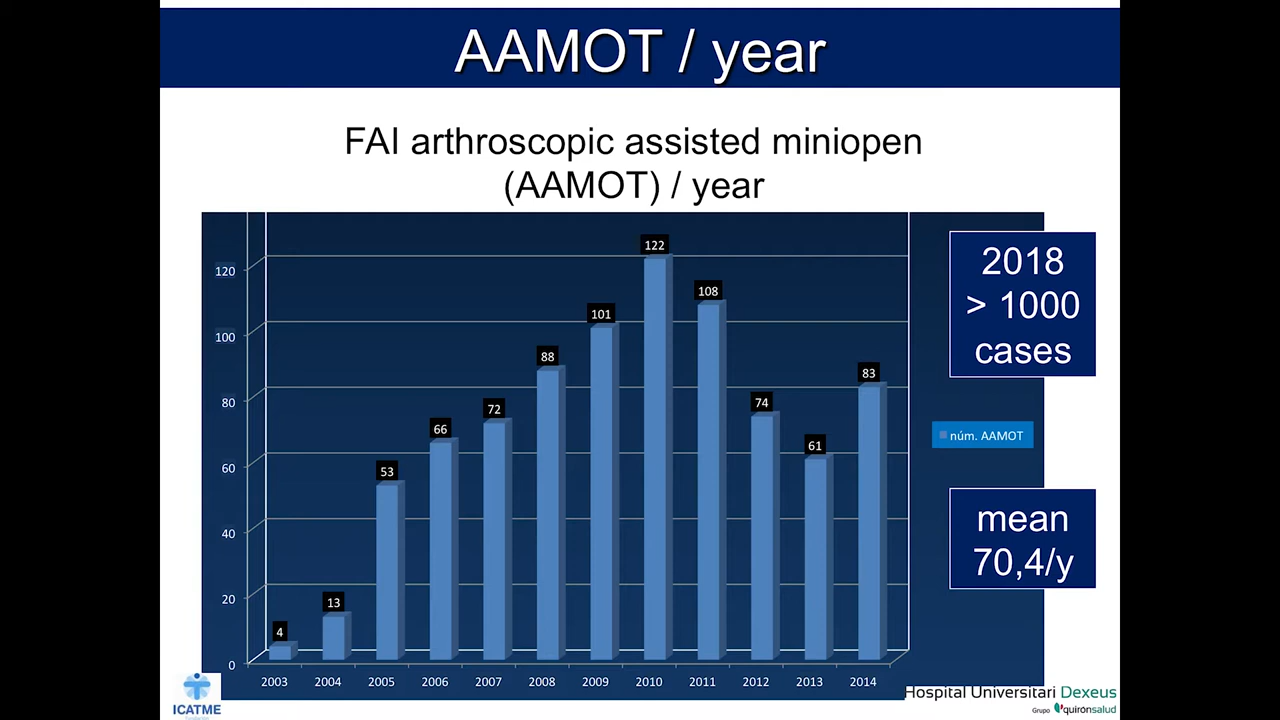 AAMOT / year
FAI arthroscopic assisted miniopen
(AAMOT) / year
2018
> 1000
cases
núm. AAMOT
mean
70,4/y
120
100
80
60
40
20
0
4
13
53
66
72
88
101
122
108
74
61
83
2003 2004 2005 2006 2007 2008 2009 2010 2011 2012 2013 2014
ICATME
Fundación
Hospital Universitari Dexeus
Grupo quirónsalud